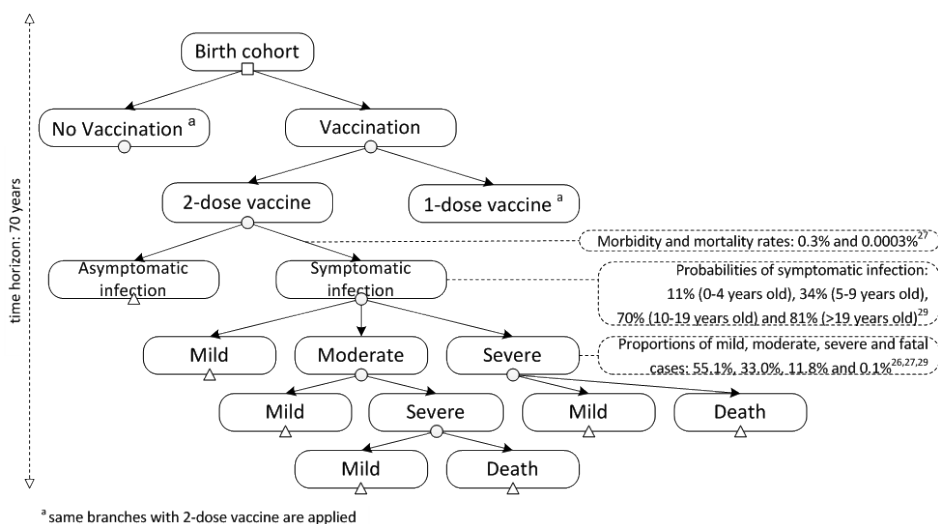 Birth cohort
No Vaccination a
Vaccination
2-dose vaccine
1-dose vaccine a
Morbidity and mortality rates: 0.3% and 0.0003%27
Asymptomatic
infection
Symptomatic
infection
Probabilities of symptomatic infection:
11% (0-4 years old), 34% (5-9 years old),
70% (10-19 years old) and 81% (>19 years old)29
Mild
Moderate
Severe
Proportions of mild, moderate, severe and fatal
cases: 55.1%, 33.0%, 11.8% and 0.1%26,27,29
Mild
Severe
Mild
Death
Mild
Death
time horizon: 70 years
a same branches with 2-dose vaccine are applied